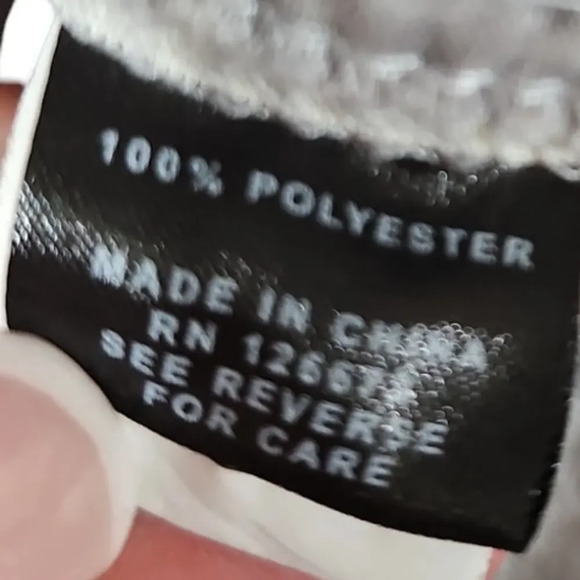 100% POLYESTER
MADE IN CHINA
RN
SEE REVERSE
FOR CARE